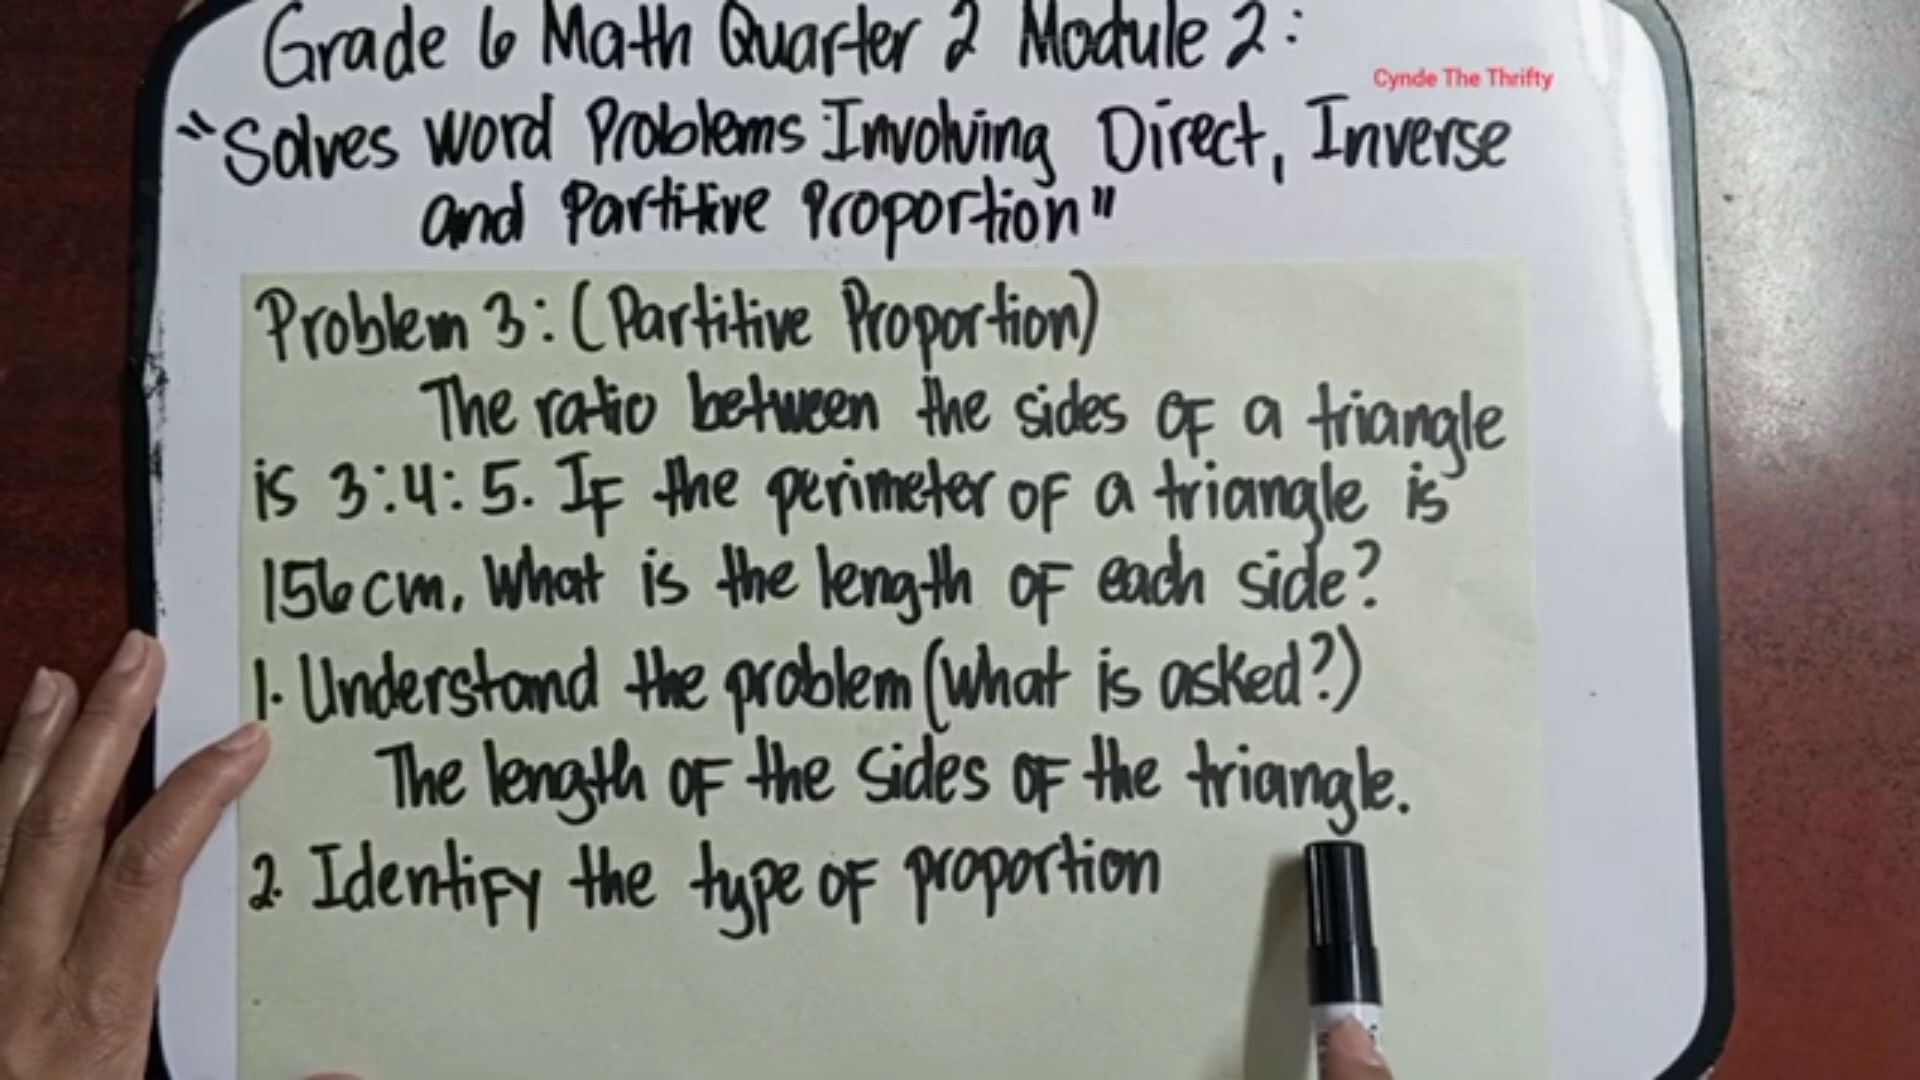 Grade 6 Math Quarter 2 Module 2:
Cynde The Thrifty
"Solves Word Problems Involving Direct, Inverse
and Partitive Proportion"
Problem 3: (Partitive Proportion)
The ratio between the sides of a triangle
is 3:4:5. If the perimeter of a triangle is
156cm, What is the length of each side?
1. Understand the problem (What is asked?)
The length of the sides of the triangle.
2. Identify the type of proportion